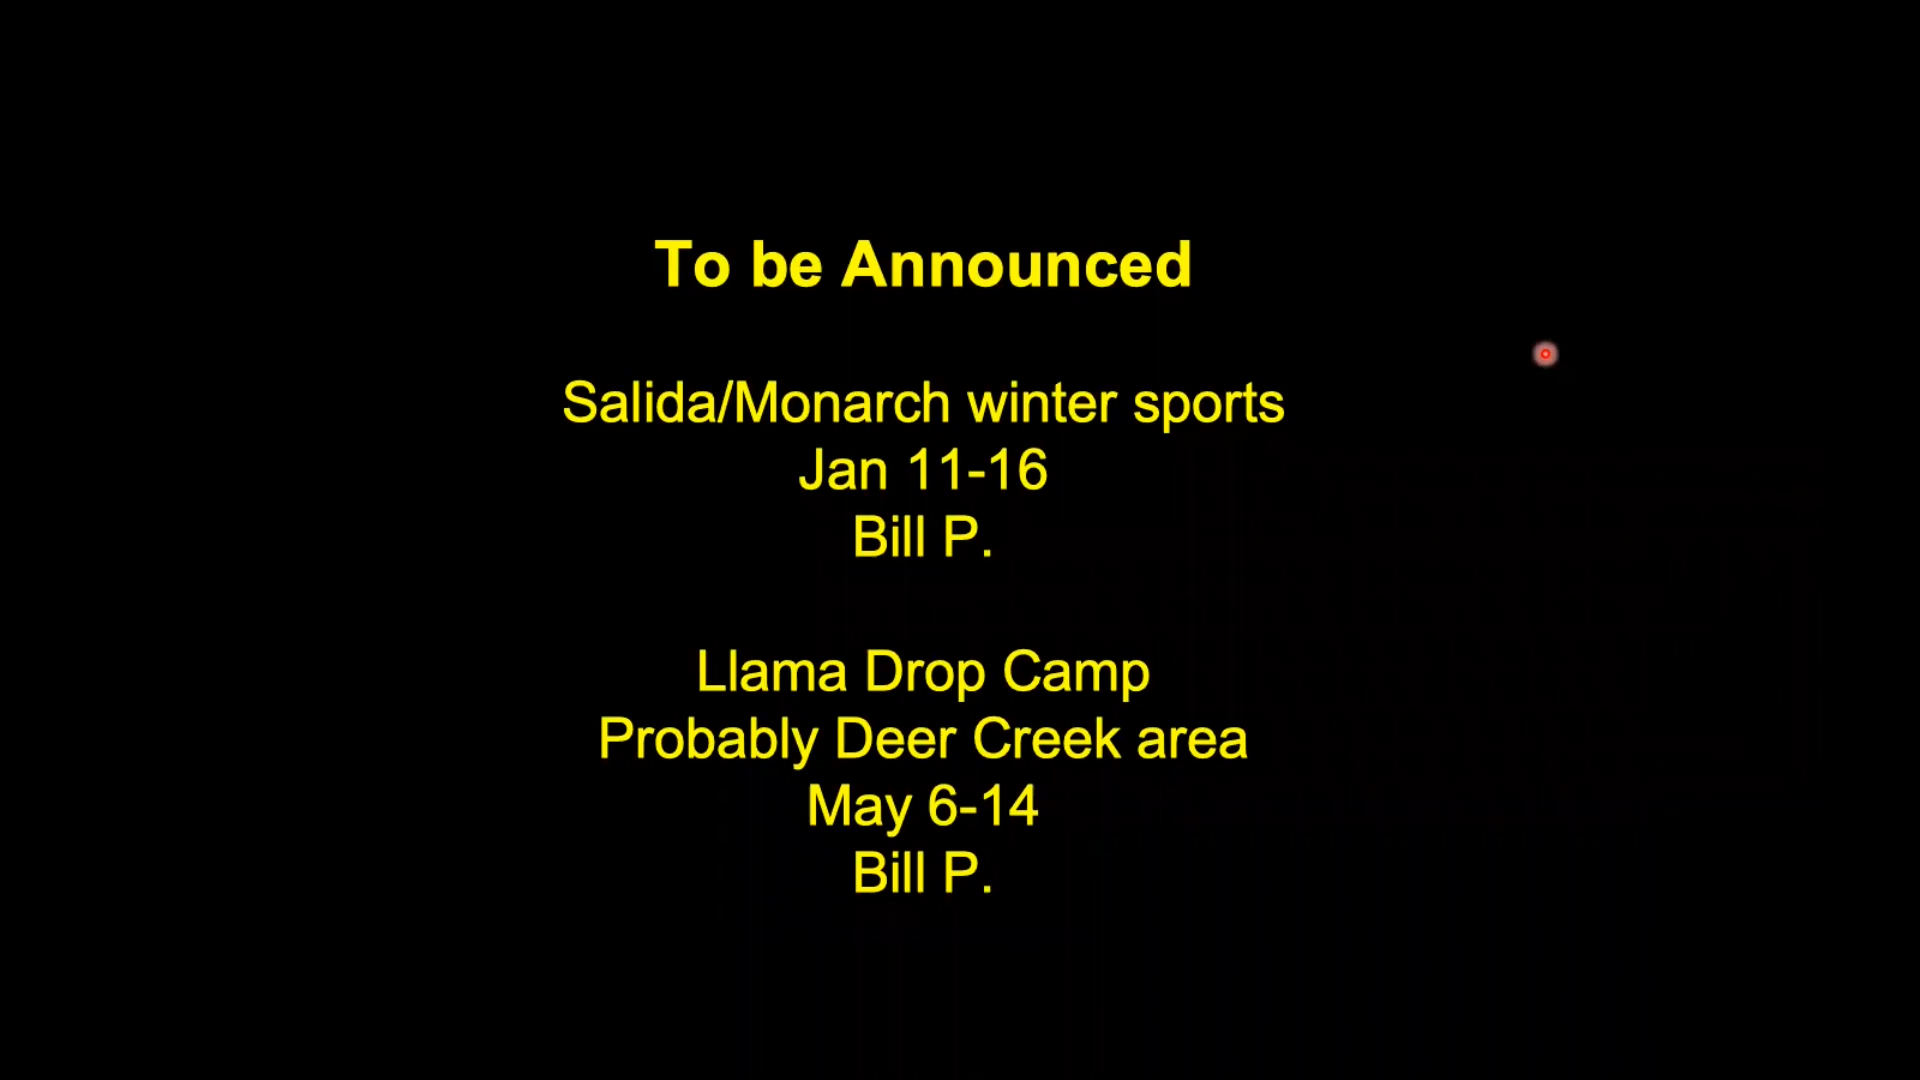 To be Announced
Salida/Monarch winter sports
Jan 11-16
Bill P.
Llama Drop Camp
Probably Deer Creek area
May 6-14
Bill P.